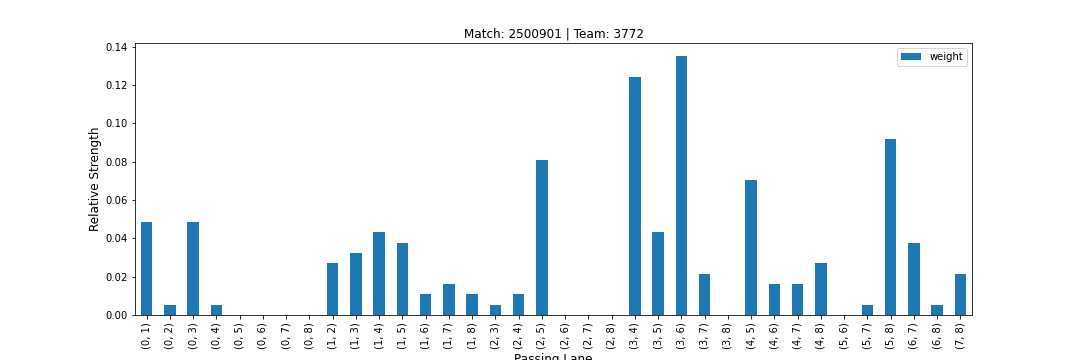 Match: 2500901 | Team: 3772
weight
Relative Strength
0.14
0.12
0.10
0.08
0.06
0.04
0.02
0.00
(0, 1) (0, 2) (0, 3) (0, 4) (0, 5) (0, 6) (0, 7) (0, 8) (1, 2) (1, 3) (1, 4) (1, 5) (1, 6) (1, 7) (1, 8) (2, 3) (2, 4) (2, 5) (2, 6) (2, 7) (2, 8) (3, 4) (3, 5) (3, 6) (3, 7) (3, 8) (4, 5) (4, 6) (4, 7) (4, 8) (5, 6) (5, 7) (5, 8) (6, 7) (6, 8) (7, 8)
Passing Lane